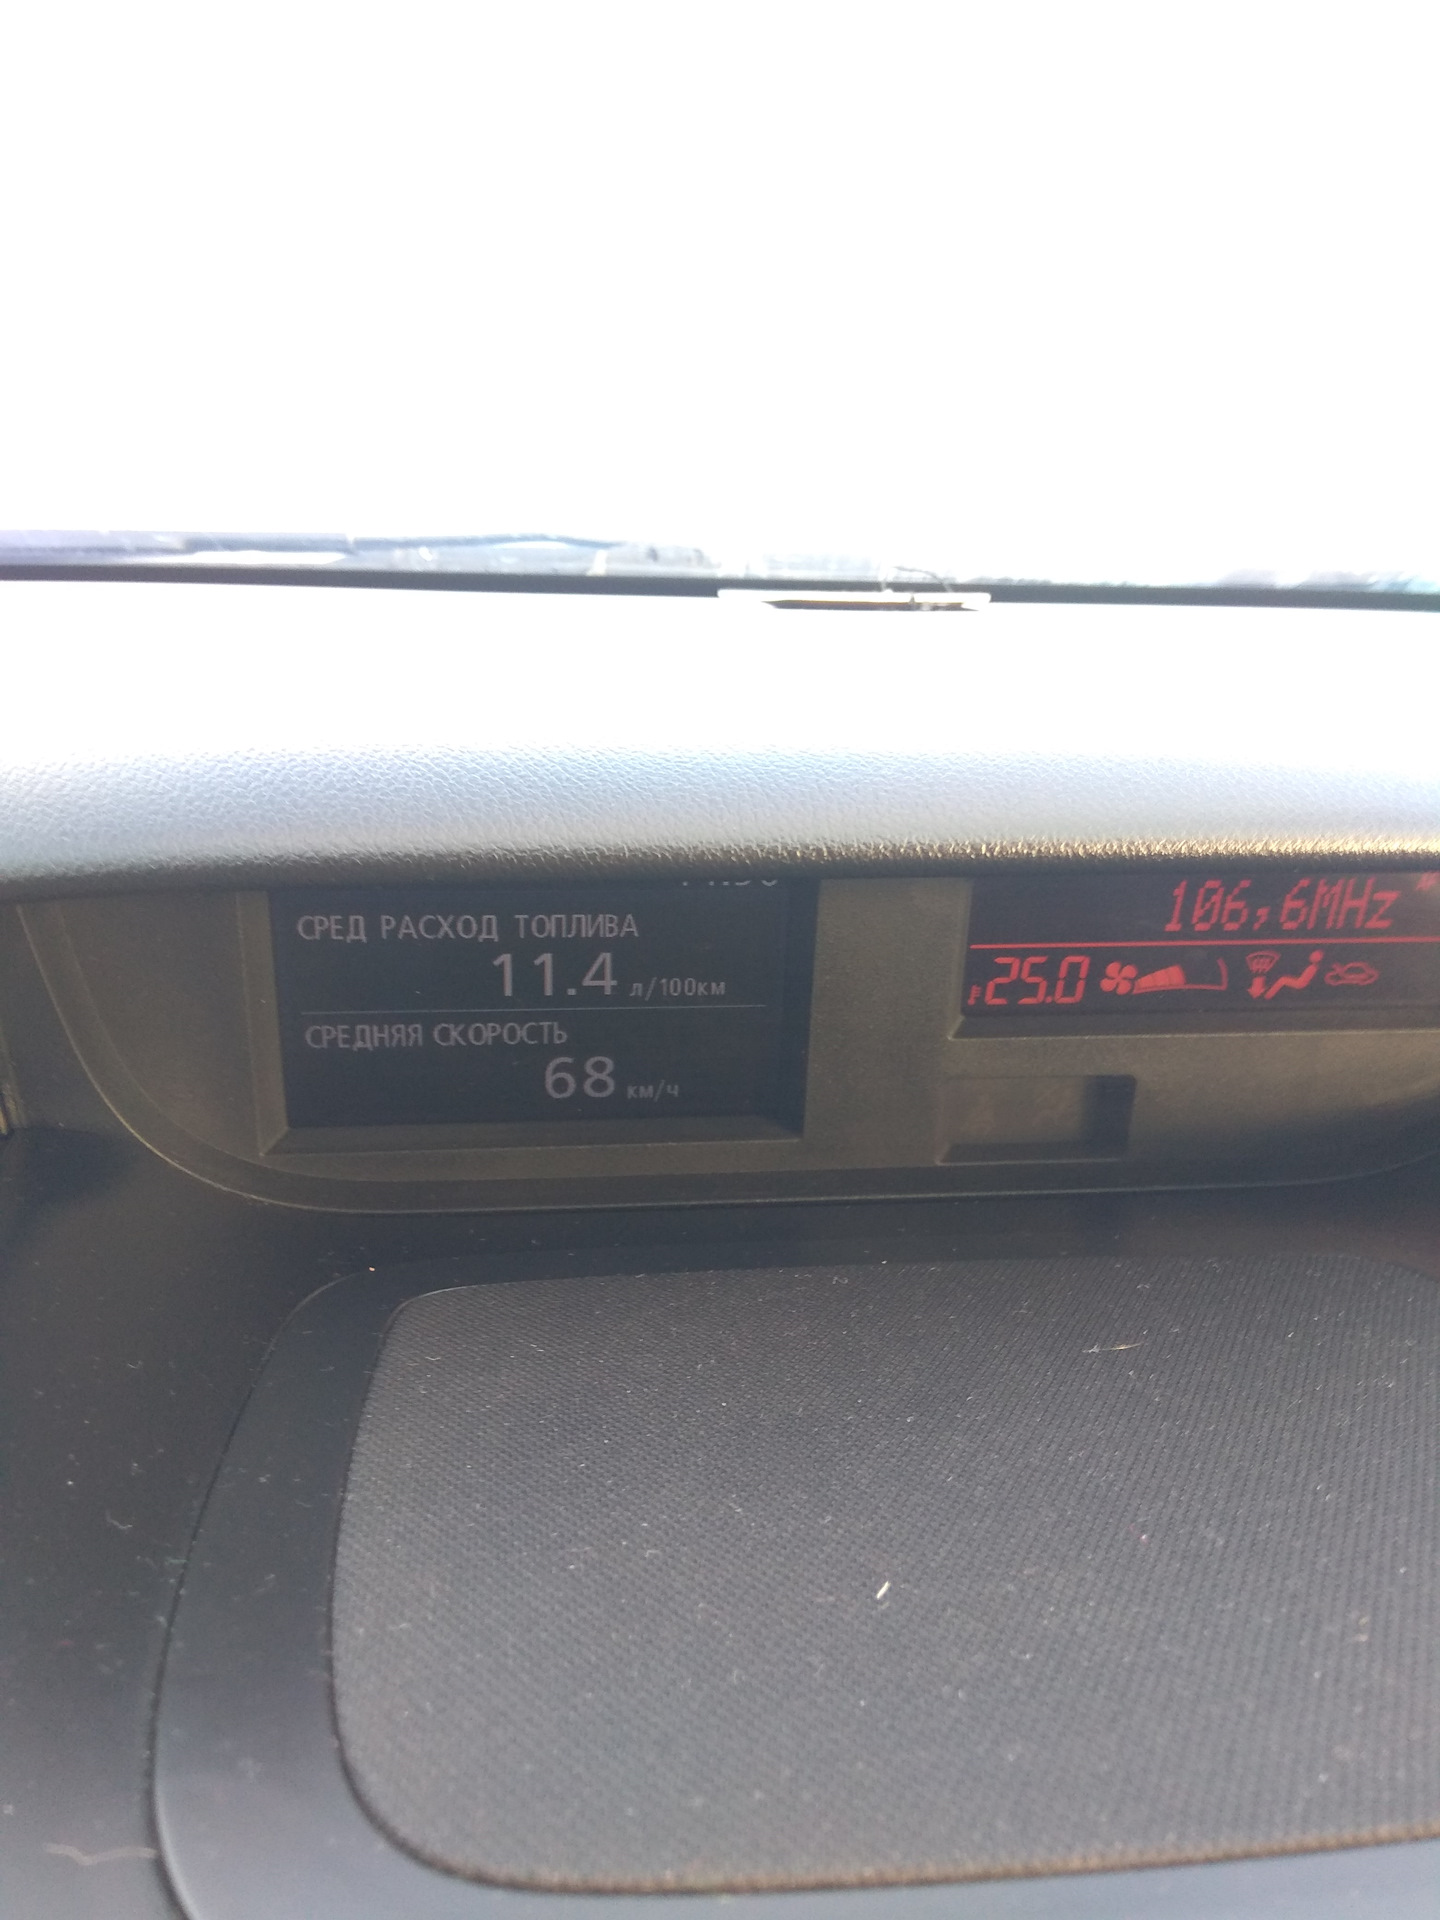 СРЕД РАСХОД ТОПЛИВА
11.4 л/100км
СРЕДНЯЯ СКОРОСТЬ
68 км/ч
106,6MHz
25.0